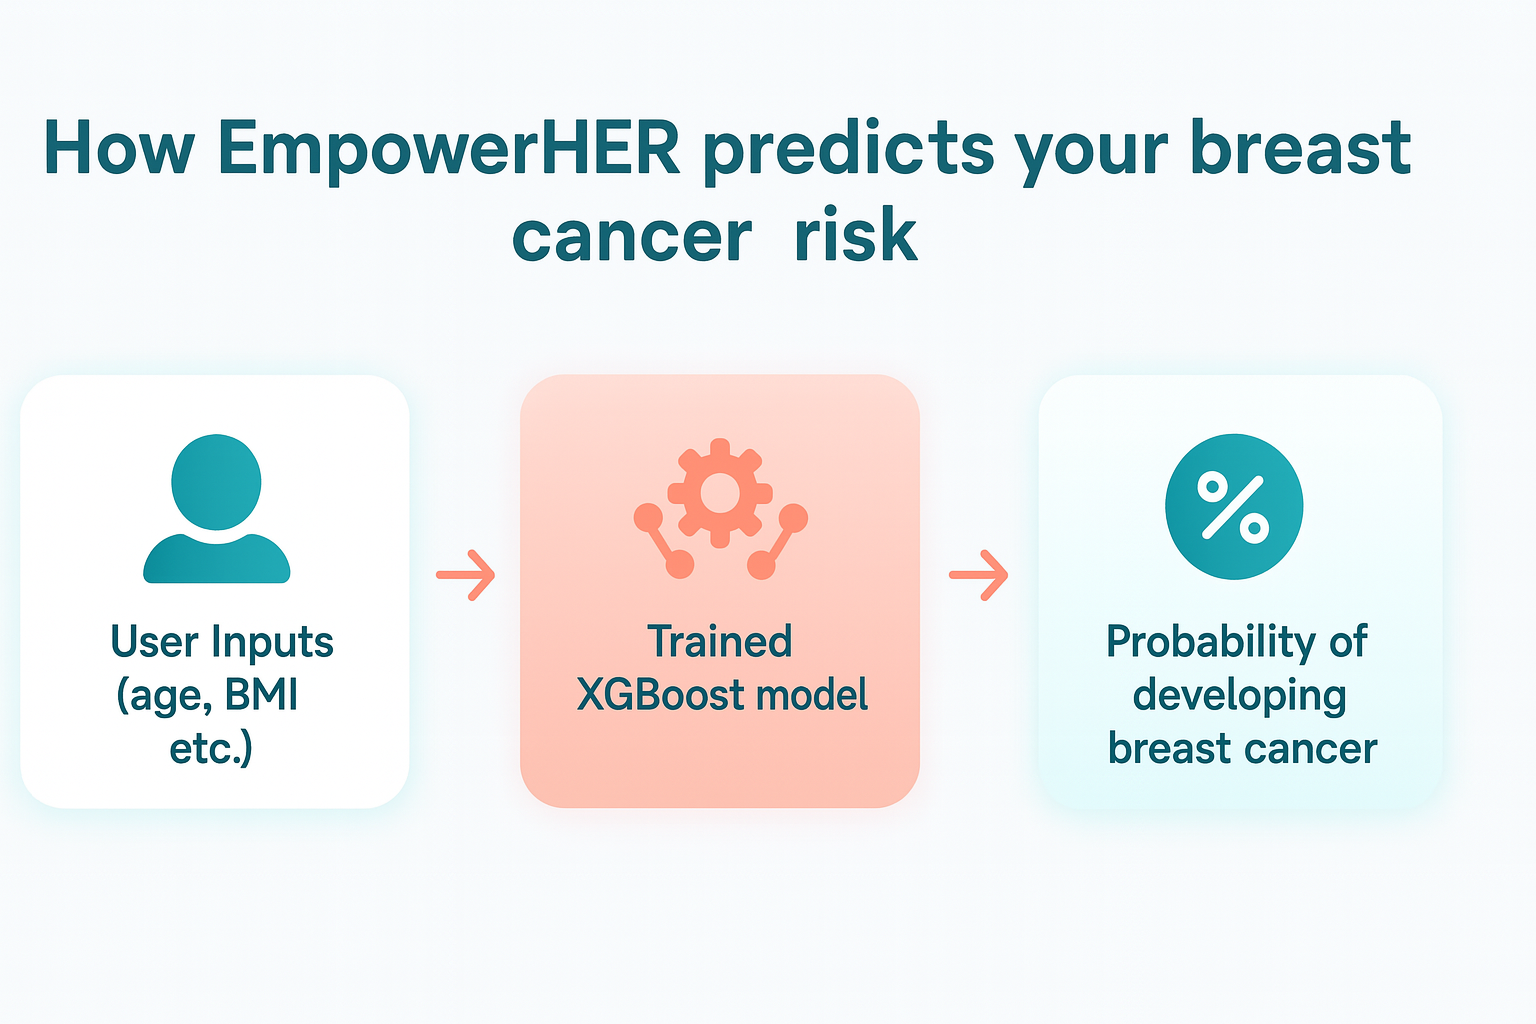 How EmpowerHER predicts your breast
cancer risk
User Inputs
(age, BMI
etc.)
Trained
XGBoost model
%
Probability of
developing
breast cancer